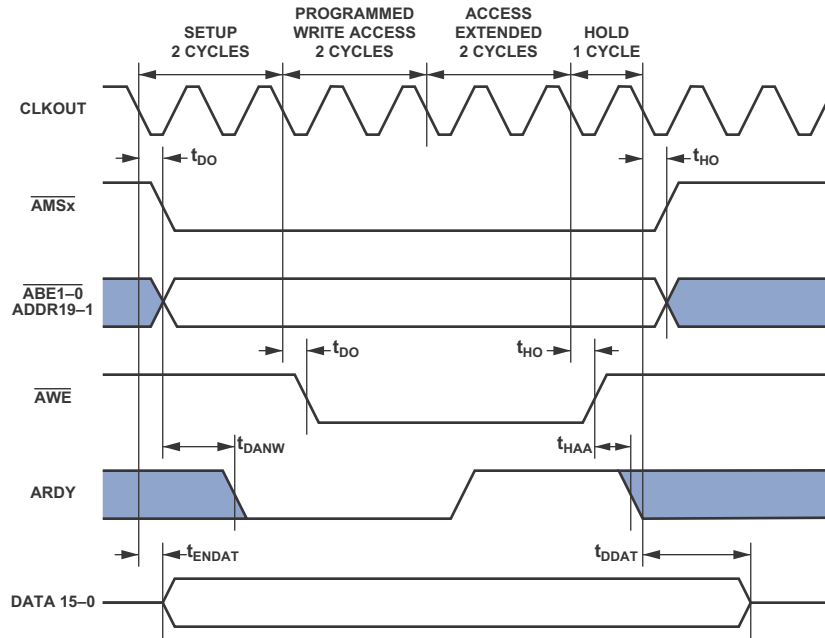 SETUP
2 CYCLES
PROGRAMMED
WRITE ACCESS
2 CYCLES
ACCESS
EXTENDED
2 CYCLES
HOLD
1 CYCLE
CLKOUT
tDO
tHO
AMSx
ABE1–0
ADDR19–1
tDO
tHO
AWE
tDANW
tHAA
ARDY
tENDAT
tDDAT
DATA 15–0